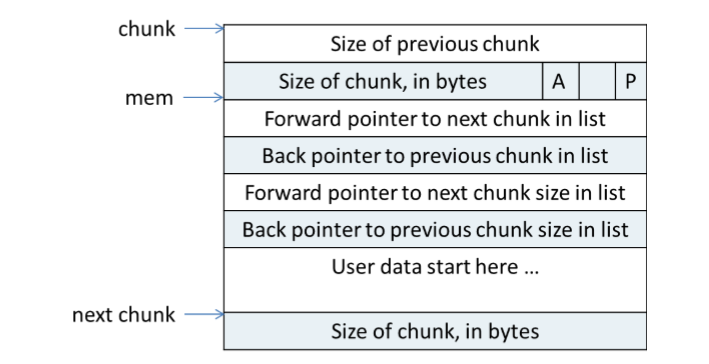 chunk
Size of previous chunk
Size of chunk, in bytes A P
mem
Forward pointer to next chunk in list
Back pointer to previous chunk in list
Forward pointer to next chunk size in list
Back pointer to previous chunk size in list
User data start here ...
next chunk
Size of chunk, in bytes